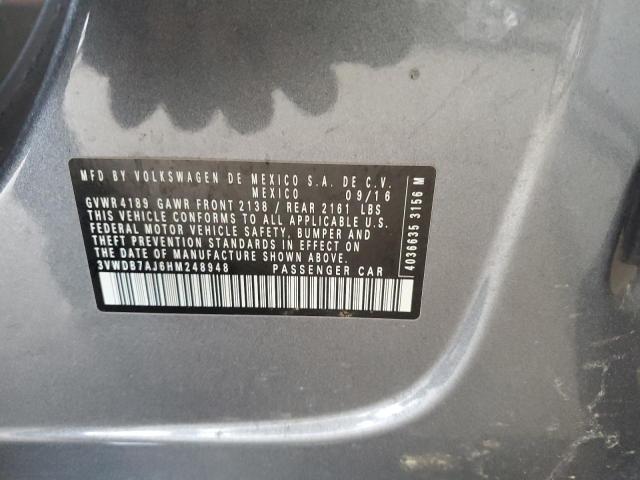 MFD BY VOLKSWAGEN DE MEXICO S.A. DE C.V.
MEXICO 09/16
GVWR 4189 GAWR FRONT 2138 / REAR 2161 LBS
THIS VEHICLE CONFORMS TO ALL APPLICABLE U.S.
FEDERAL MOTOR VEHICLE SAFETY, BUMPER AND
THEFT PREVENTION STANDARDS IN EFFECT ON
THE DATE OF MANUFACTURE SHOWN ABOVE.
3VWDB7AJ6HM248948 PASSENGER CAR
4036635 3156 M